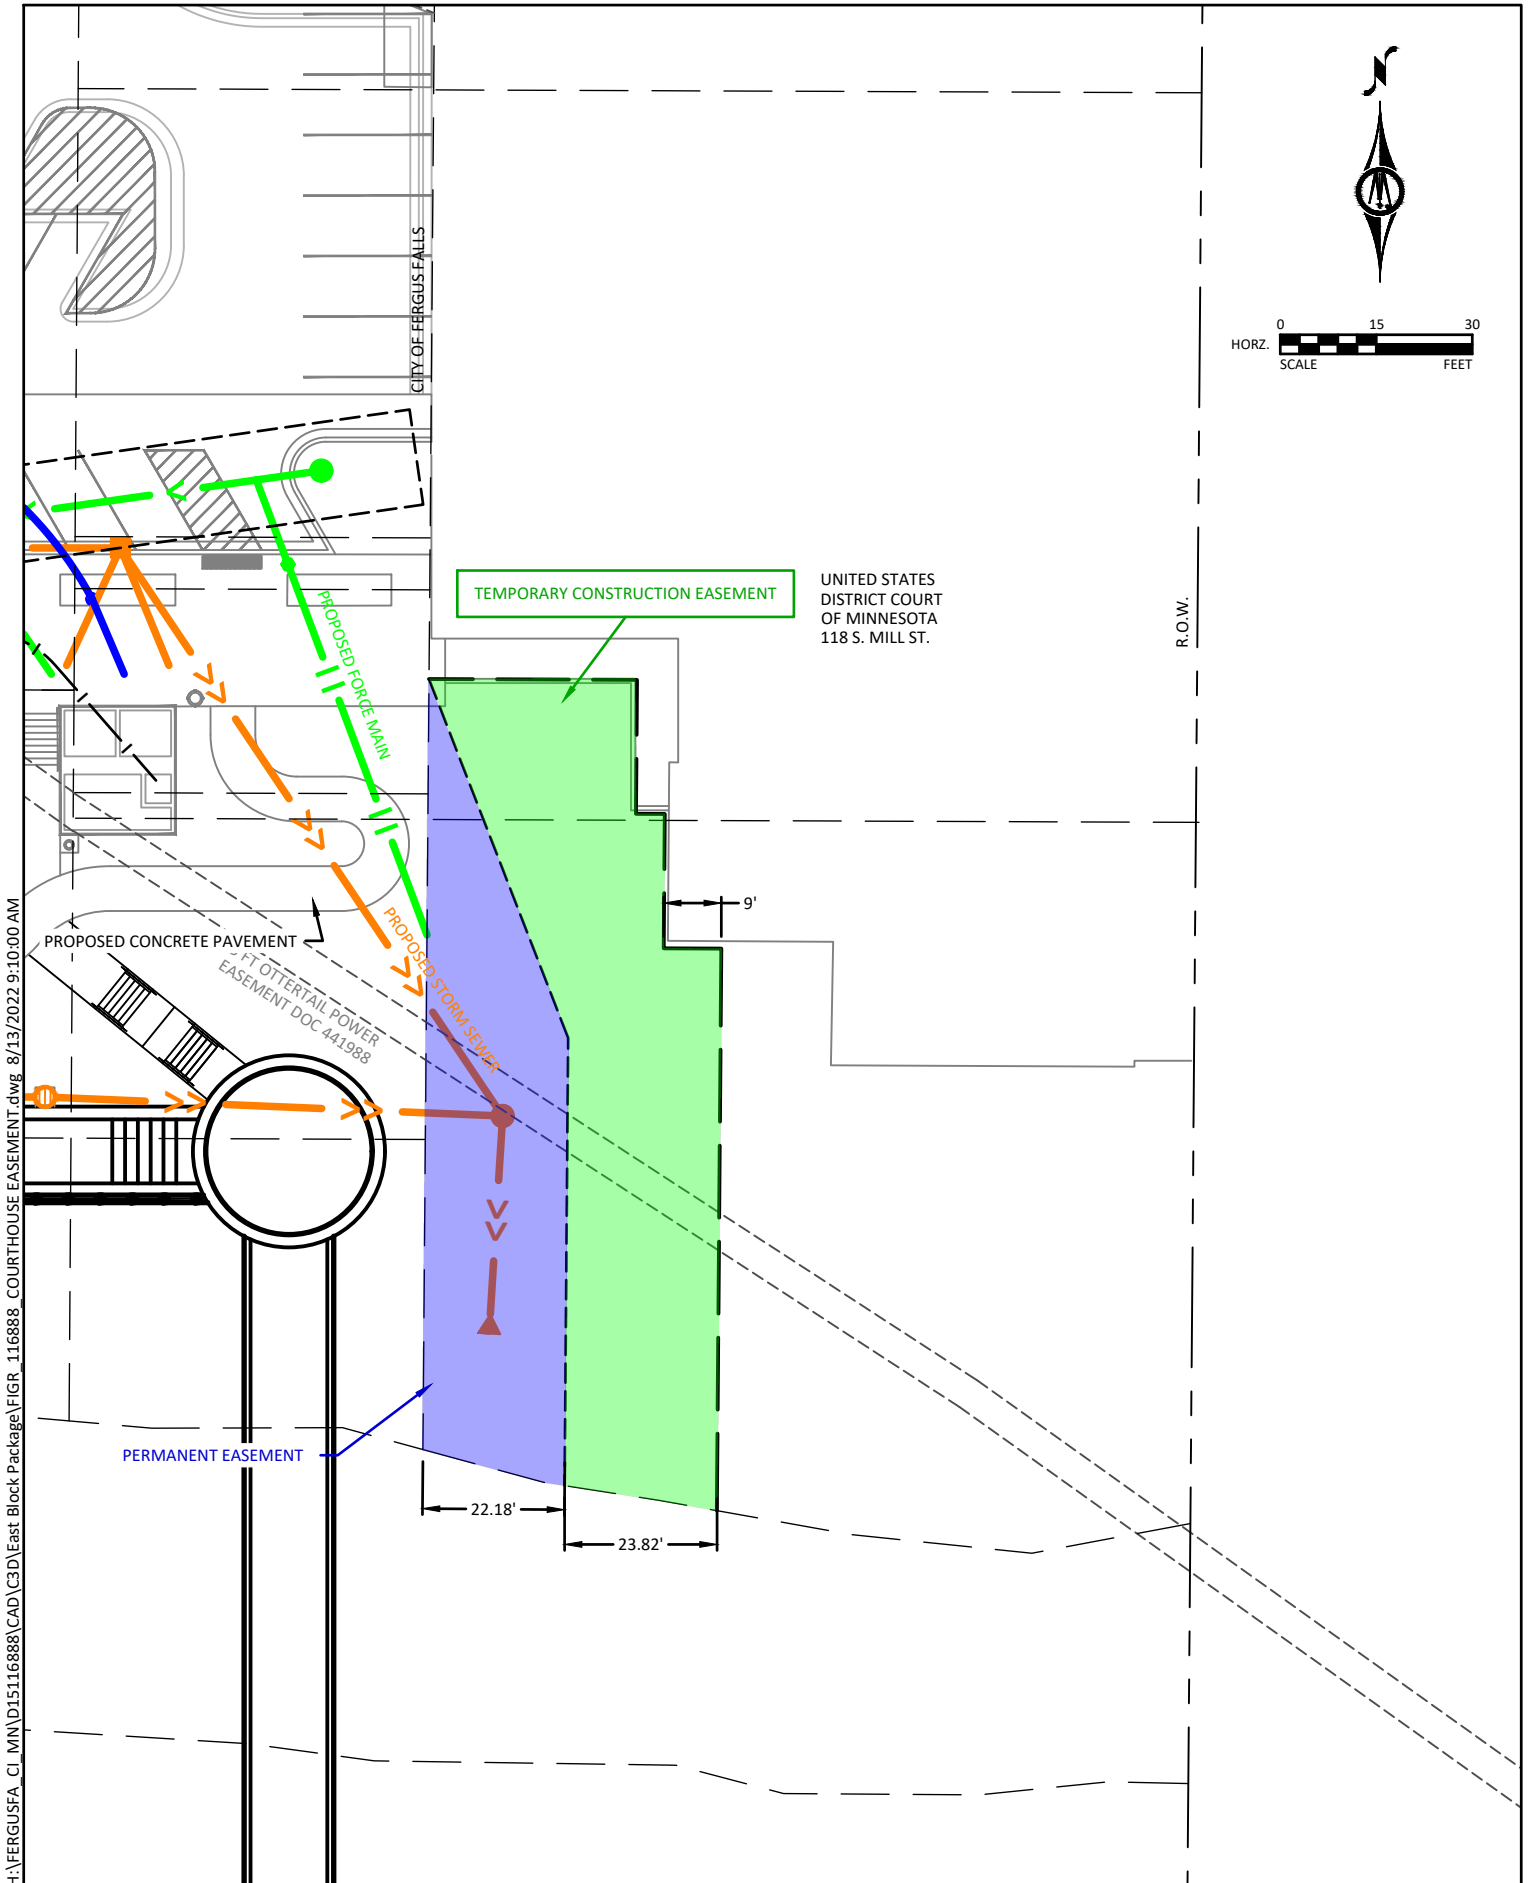 N
0 15 30
HORZ.
SCALE FEET
CITY OF FERGUS FALLS
TEMPORARY CONSTRUCTION EASEMENT
UNITED STATES
DISTRICT COURT
OF MINNESOTA
118 S. MILL ST.
R.O.W.
PROPOSED FORCE MAIN
9'
PROPOSED CONCRETE PAVEMENT
PROPOSED STORM SEWER
FT OTTERTAIL POWER
EASEMENT DOC 441988
PERMANENT EASEMENT
22.18'
23.82'
H:\FERGUSFA_CI_MN\D15116888\CAD\C3D\East Block Package\FIGR_116888_COURTHOUSE EASEMENT.dwg 8/13/2022 9:10:00 AM